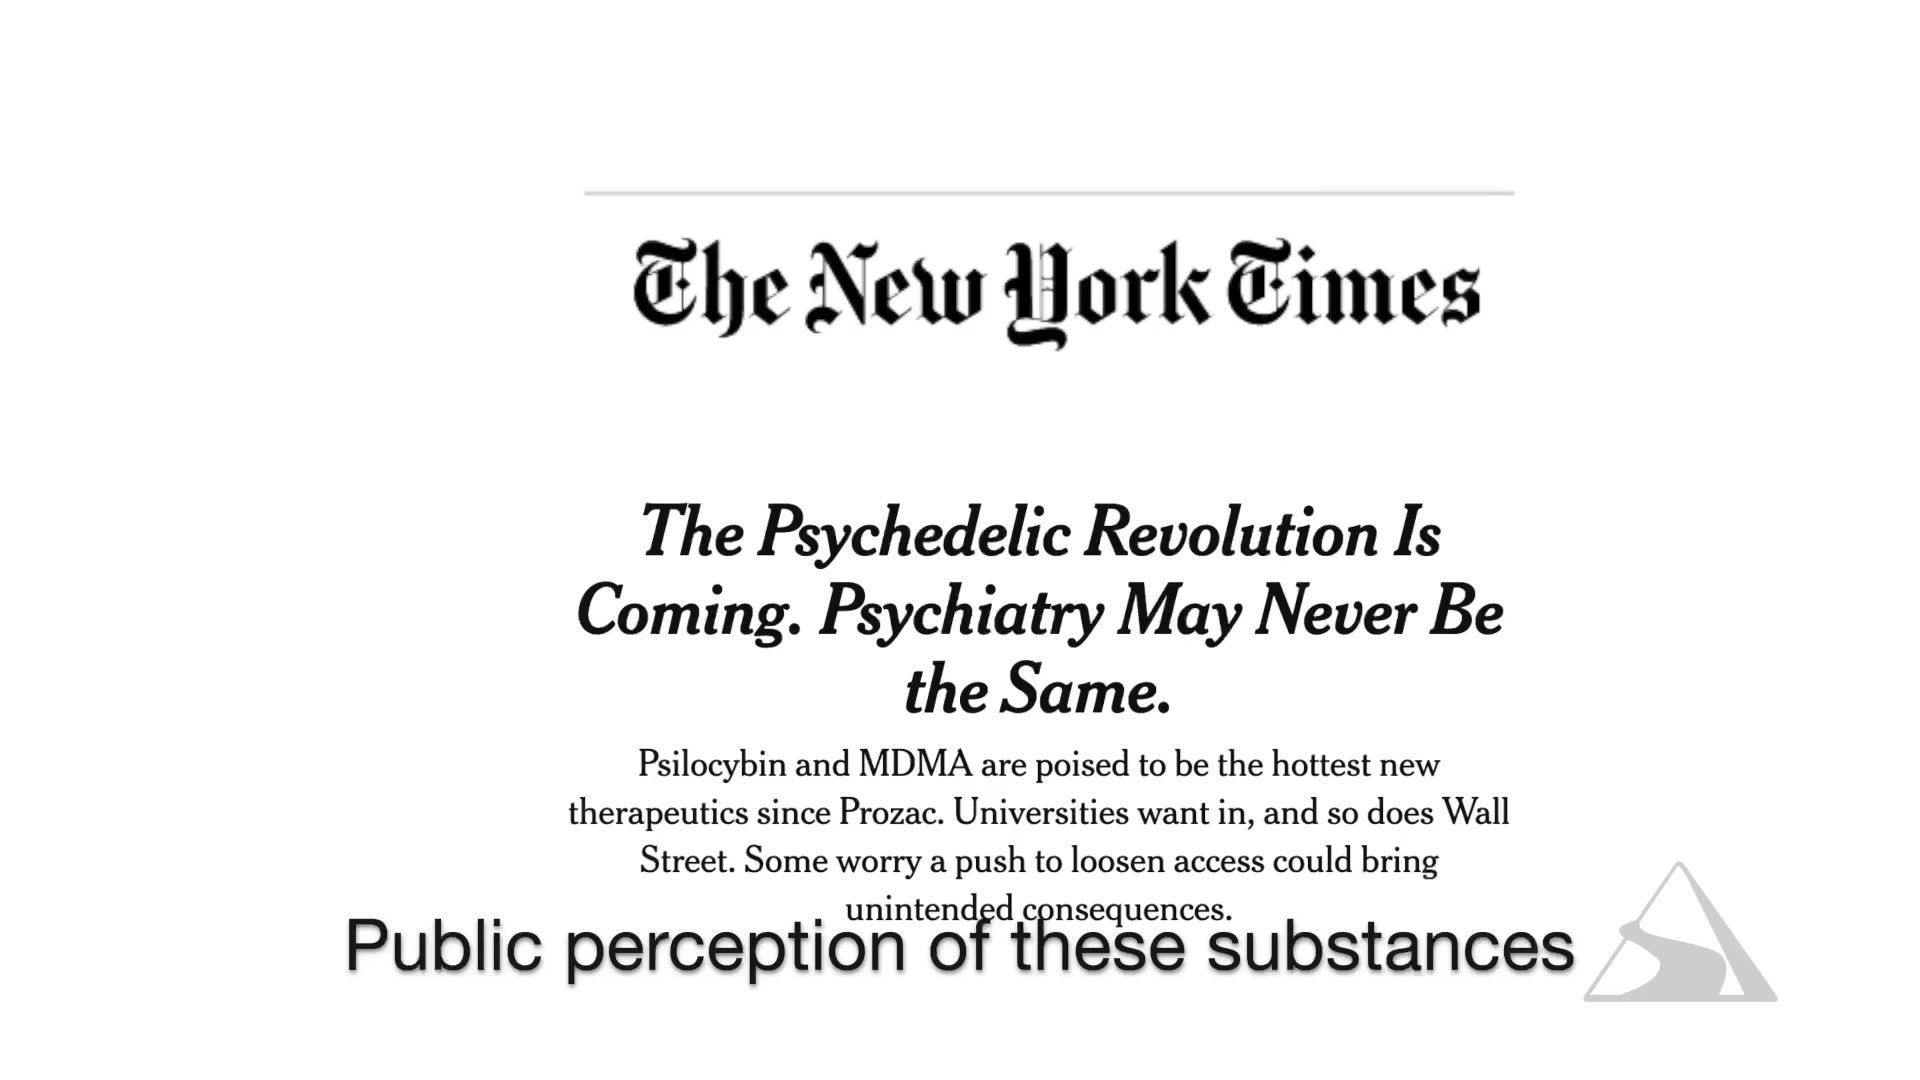 The New York Times
The Psychedelic Revolution Is
Coming. Psychiatry May Never Be
the Same.
Psilocybin and MDMA are poised to be the hottest new
therapeutics since Prozac. Universities want in, and so does Wall
Street. Some worry a push to loosen access could bring
unintended consequences.
Public perception of these substances